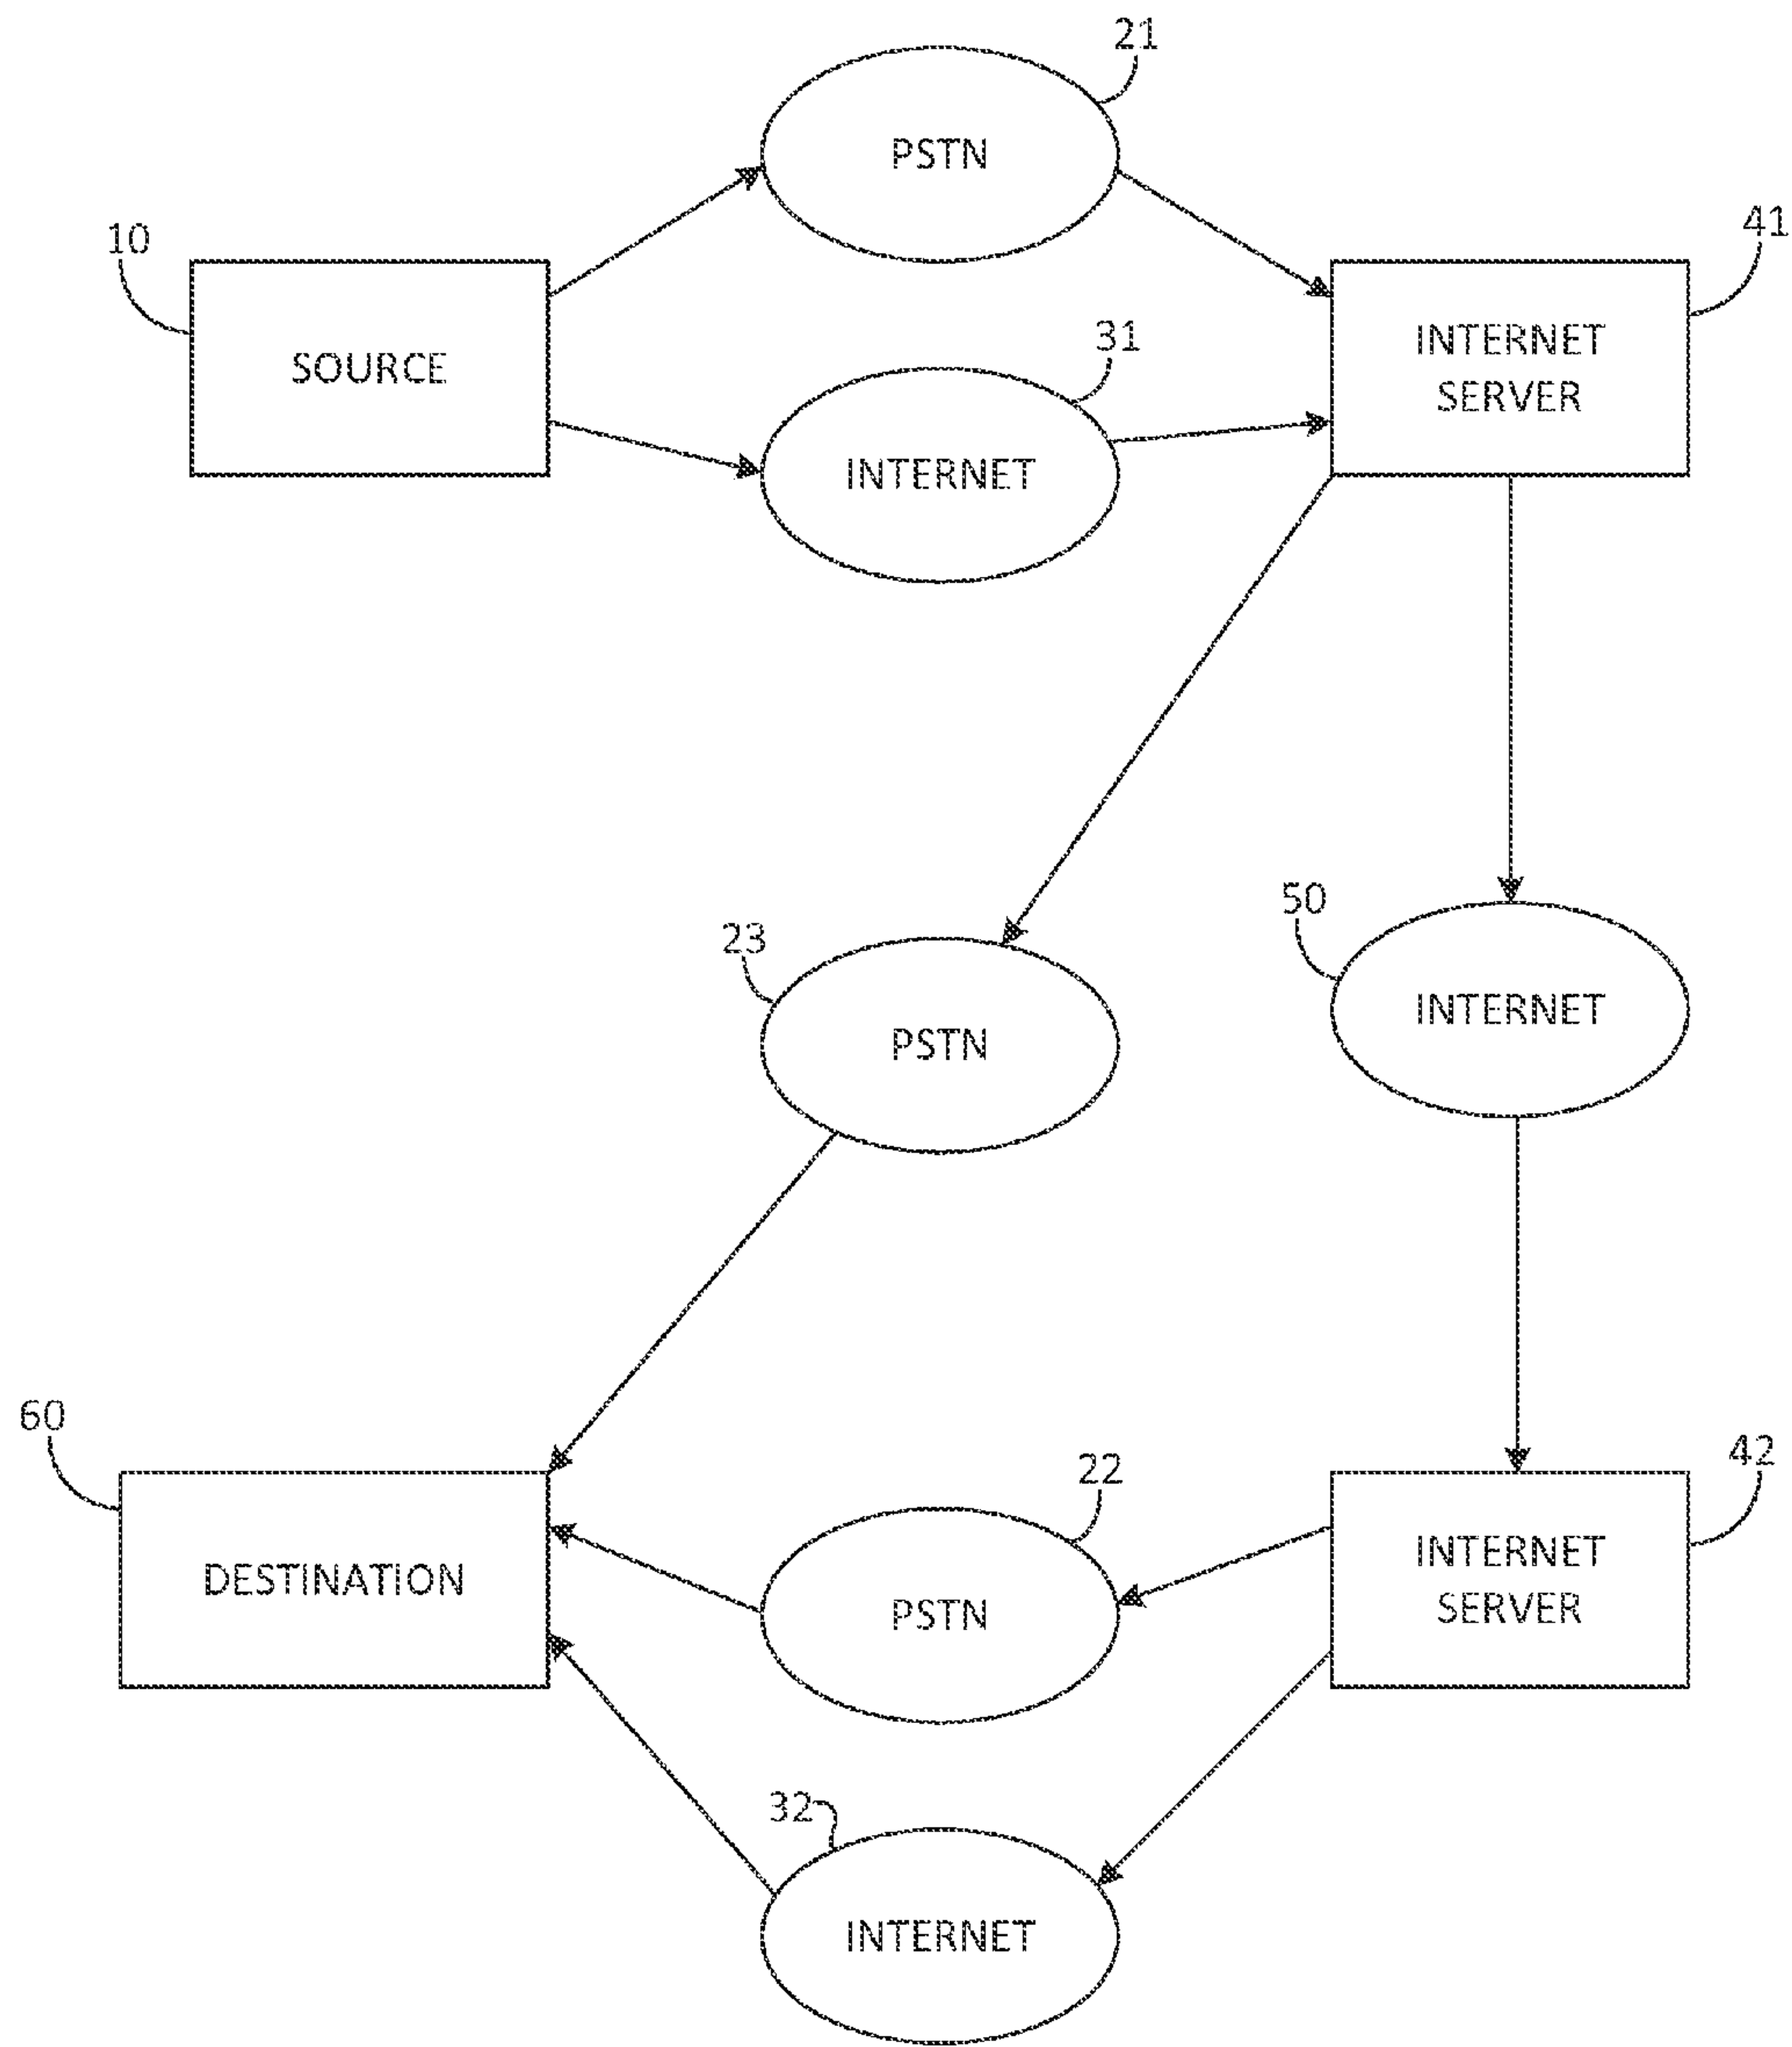 21
PSTN
10
SOURCE
41
INTERNET
SERVER
31
INTERNET
23
PSTN
50
INTERNET
60
DESTINATION
22
PSTN
42
INTERNET
SERVER
32
INTERNET